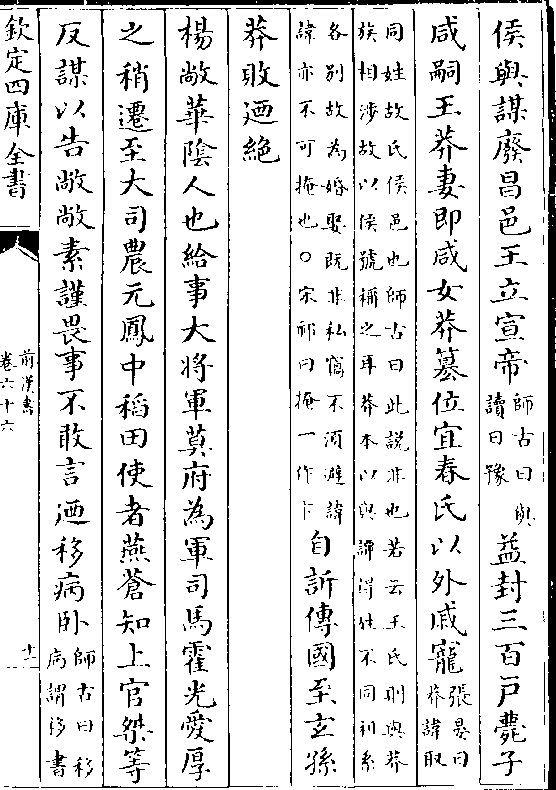 侯與謀廢昌邑王立宣帝師古曰與讀曰豫益封三百戸薨子
咸嗣王莽妻即咸女莽篡位宜春氏以外戚寵張晏曰莽諱取
同姓故氏侯邑也師古曰此説非也若云王氏則與莽
族相渉故以侯號稱之耳莽本以與譚得姓不同祖系
各別故為婚娶既非私竊不須避諱
諱亦不可掩也○宋祁曰掩一作卞自訢傳國至玄孫
莽敗迺絶
楊敞華陰人也給事大將軍莫府為軍司馬霍光愛厚
之稍遷至大司農元鳳中稻田使者燕蒼知上官桀等
反謀以告敞敞素謹畏事不敢言迺移病卧師古曰移病謂移書
欽定四庫全書
前漢書
卷六十六
十二